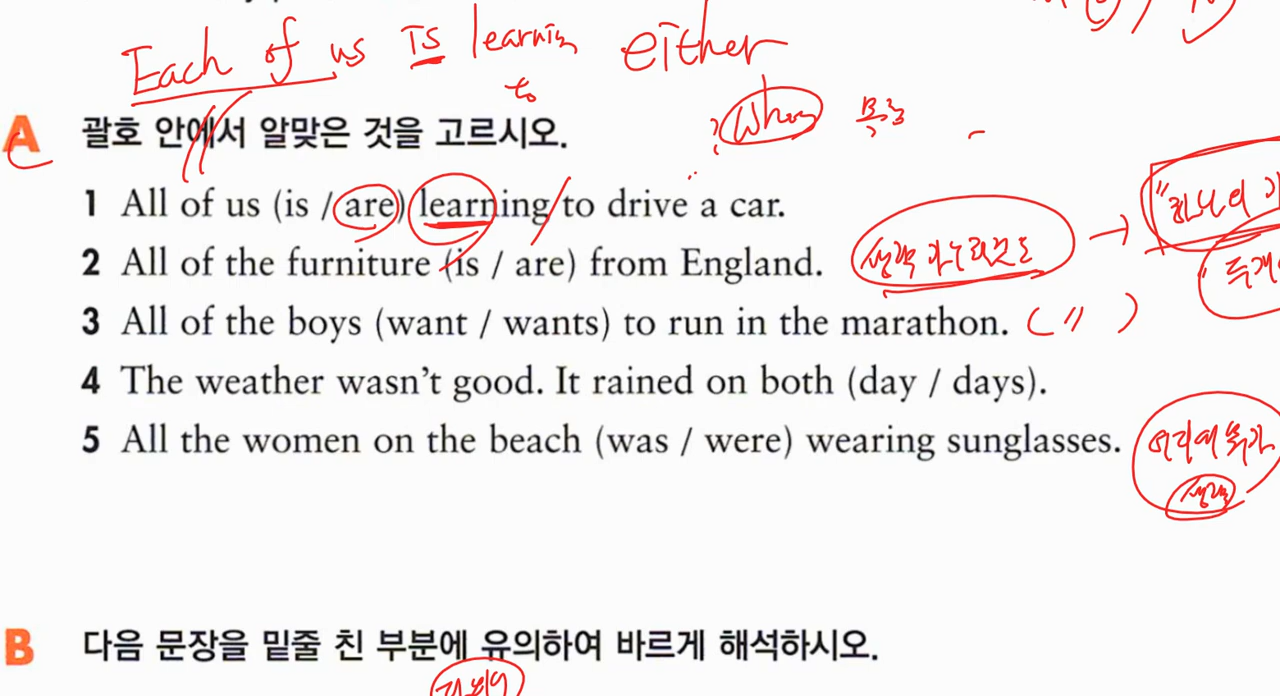 Each of us is learnin either
to
A 괄호 안에서 알맞은 것을 고르시오.
1 All of us (is / are) learning to drive a car.
2 All of the furniture (is / are) from England.
3 All of the boys (want / wants) to run in the marathon. ( 〃 )
4 The weather wasn't good. It rained on both (day / days).
5 All the women on the beach (was / were) wearing sunglasses.
생략
B 다음 문장을 밑줄 친 부분에 유의하여 바르게 해석하시오.